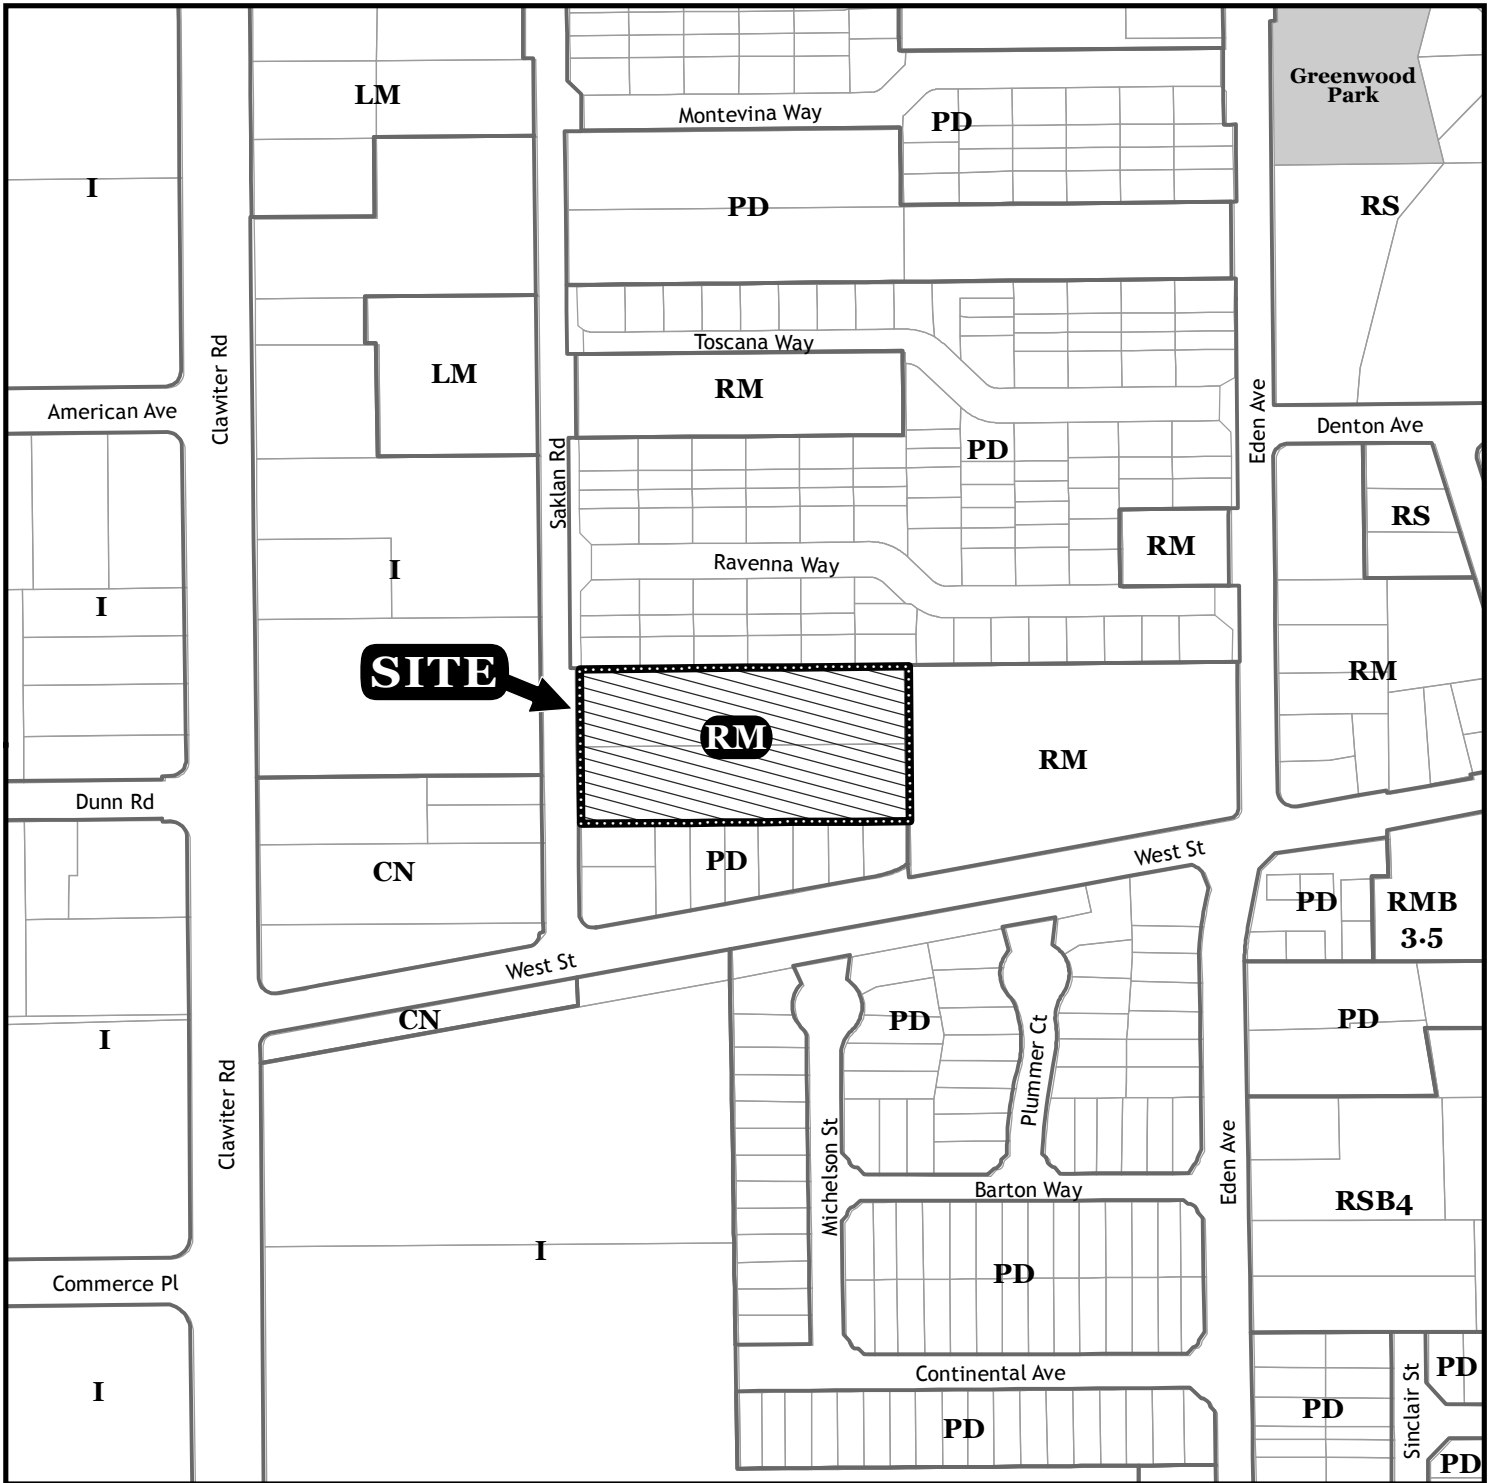 Greenwood
Park
LM
Montevina Way
PD
I
PD
RS
Clawiter Rd
Toscana Way
LM
RM
American Ave
Eden Ave
Denton Ave
Saklan Rd
PD
RS
RM
Ravenna Way
I
I
SITE
RM
RM
RM
Dunn Rd
West St
PD
CN
PD
RMB
3.5
West St
CN
PD
PD
I
Plummer Ct
Clawiter Rd
Michelson St
Eden Ave
Barton Way
RSB4
I
PD
Commerce Pl
Continental Ave
PD
Sinclair St
I
PD
PD
PD